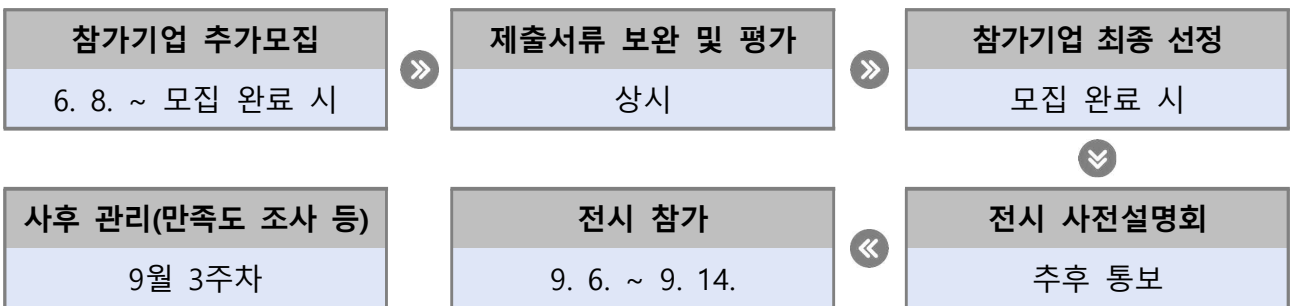 참가기업 추가모집
6. 8. ~ 모집 완료 시
제출서류 보완 및 평가
상시
참가기업 최종 선정
모집 완료 시
전시 사전설명회
추후 통보
전시 참가
9. 6. ~ 9. 14.
사후 관리(만족도 조사 등)
9월 3주차